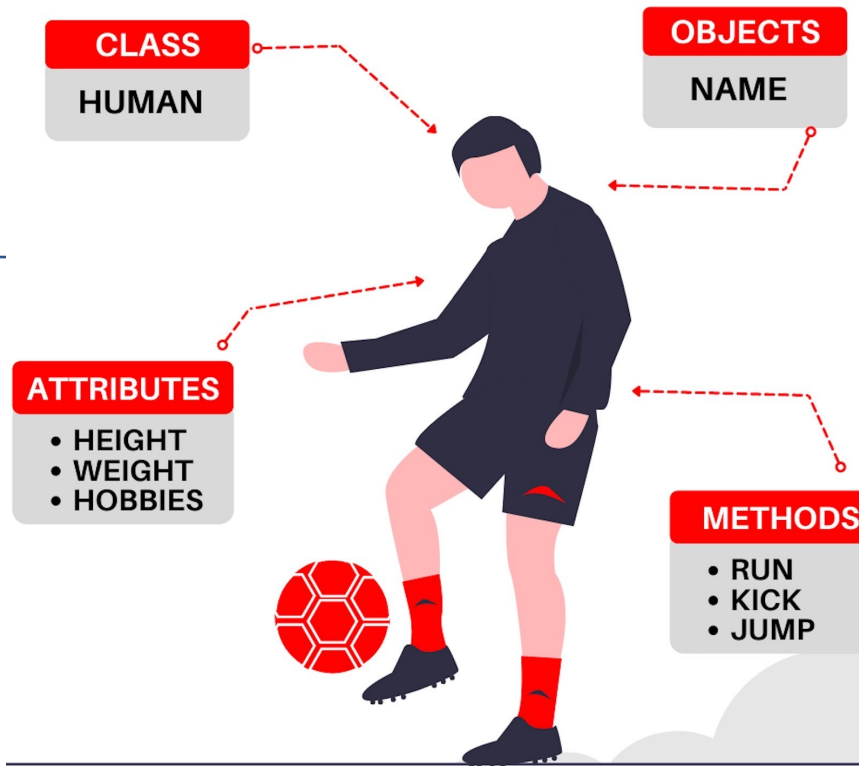 CLASS
HUMAN
OBJECTS
NAME
ATTRIBUTES
• HEIGHT
• WEIGHT
• HOBBIES
METHODS
• RUN
• KICK
• JUMP